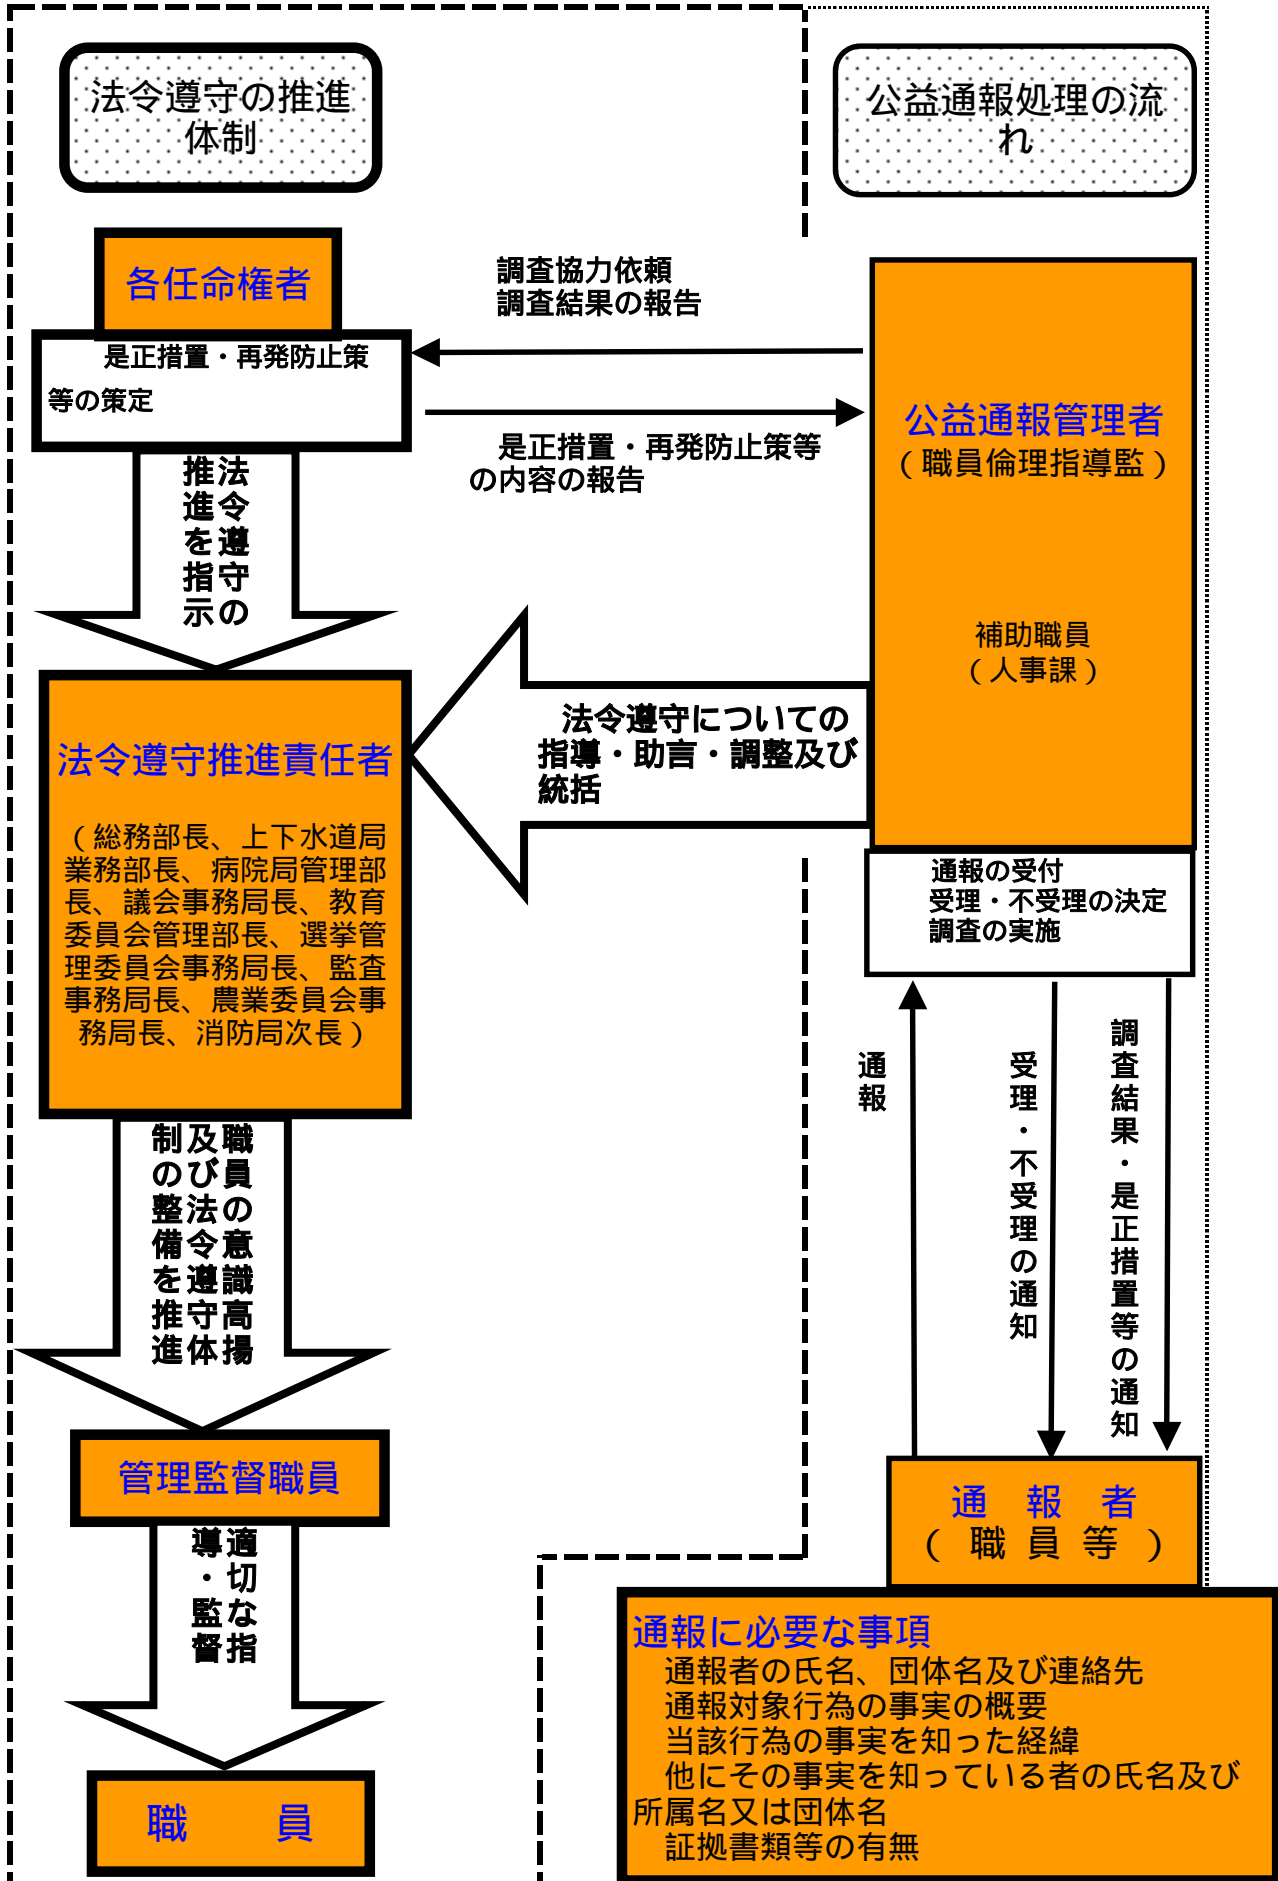 法令遵守の推進
体制
公益通報処理の流
れ
各任命権者
是正措置・再発防止策
等の策定
調査協力依頼
調査結果の報告
是正措置・再発防止策等
の内容の報告
公益通報管理者
（職員倫理指導監）
補助職員
（人事課）
法令遵守の
推進を指示
法令遵守についての
指導・助言・調整及び
統括
法令遵守推進責任者
（総務部長、上下水道局
業務部長、病院局管理部
長、議会事務局長、教育
委員会管理部長、選挙管
理委員会事務局長、監査
事務局長、農業委員会事
務局長、消防局次長）
通報の受付
受理・不受理の決定
調査の実施
通報
受理・不受理の通知
調査結果・是正措置等の通知
職員の意識高揚
及び法令遵守体
制の整備を推進
管理監督職員
適切な指
導・監督
職　　員
通　報　者
（ 職 員 等 ）
通報に必要な事項
通報者の氏名、団体名及び連絡先
通報対象行為の事実の概要
当該行為の事実を知った経緯
他にその事実を知っている者の氏名及び
所属名又は団体名
証拠書類等の有無